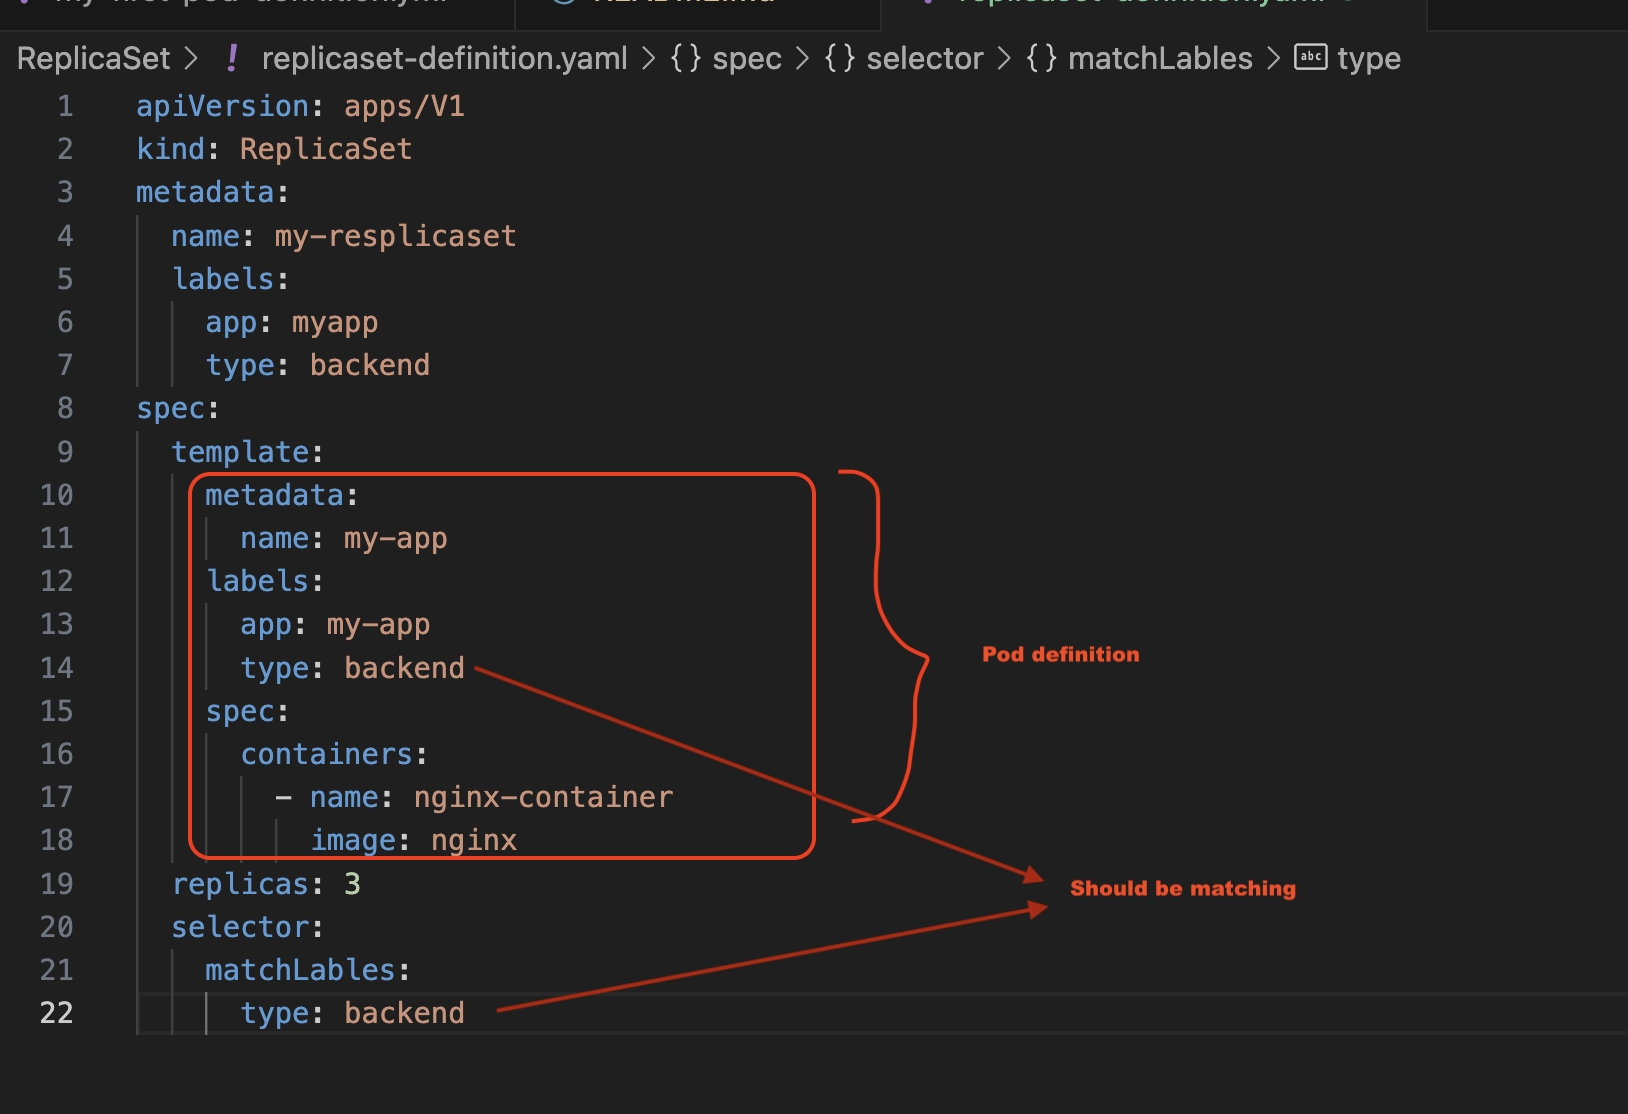 ReplicaSet > ! replicaset-definition.yaml > {} spec > {} selector > {} matchLables > abc type
1 apiVersion: apps/V1
2 kind: ReplicaSet
3 metadata:
4 name: my-resplicaset
5 labels:
6 app: myapp
7 type: backend
8 spec:
9 template:
10 metadata:
11 name: my-app
12 labels:
13 app: my-app
14 type: backend
15 spec:
16 containers:
17 - name: nginx-container
18 image: nginx
19 replicas: 3
20 selector:
21 matchLables:
22 type: backend
Pod definition
Should be matching